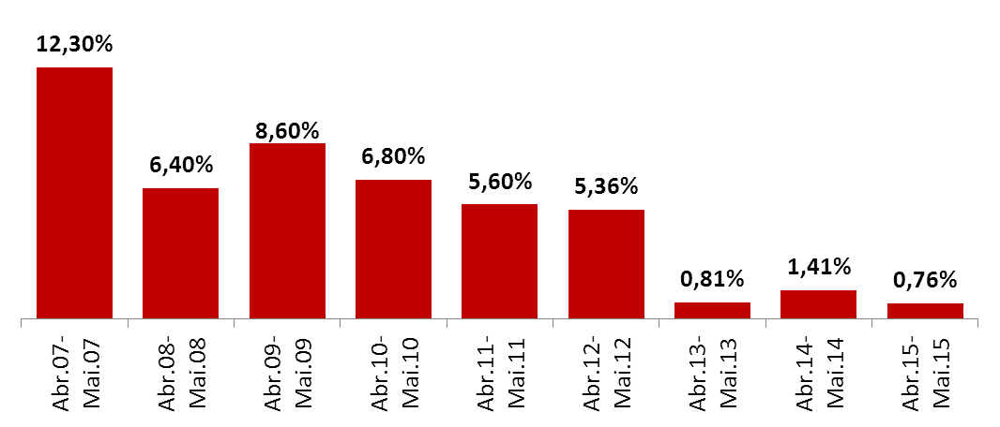 12,30%
6,40%
8,60%
6,80%
5,60%
5,36%
0,81%
1,41%
0,76%
Abr.07-
Mai.07
Abr.08-
Mai.08
Abr.09-
Mai.09
Abr.10-
Mai.10
Abr.11-
Mai.11
Abr.12-
Mai.12
Abr.13-
Mai.13
Abr.14-
Mai.14
Abr.15-
Mai.15